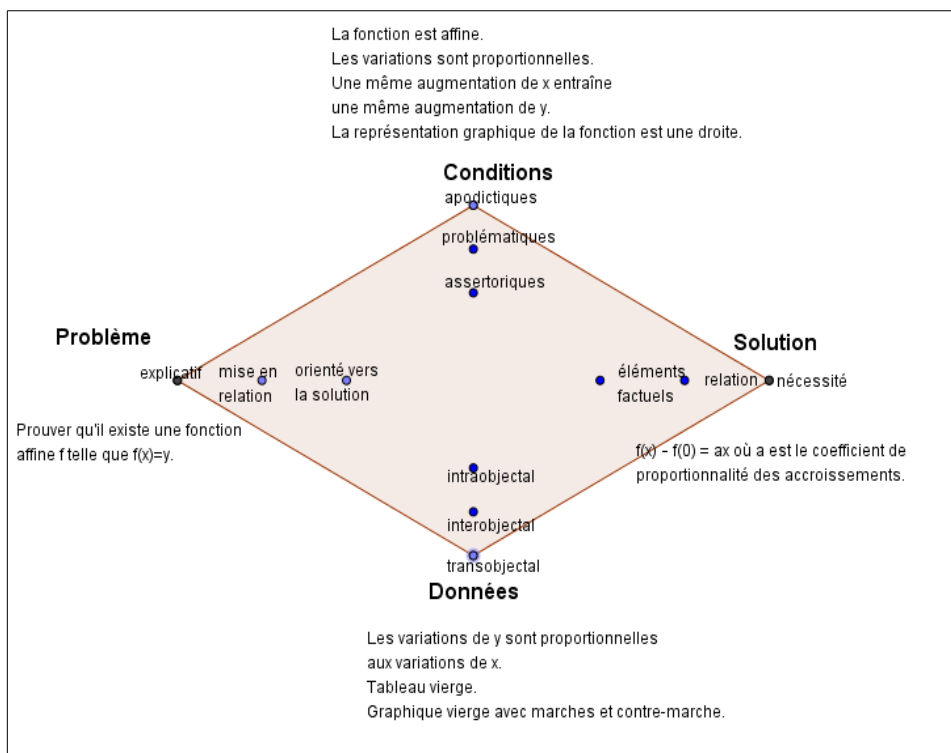 La fonction est affine.
Les variations sont proportionnelles.
Une même augmentation de x entraîne
une même augmentation de y.
La représentation graphique de la fonction est une droite.
Conditions
apodictiques
problématiques
assertoriques
Problème
explicatif
mise en
relation
orienté vers
la solution
Solution
éléments
factuels
relation
nécessité
Prouver qu'il existe une fonction
affine f telle que f(x)=y.
f(x) - f(0) = ax où a est le coefficient de
proportionnalité des accroissements.
intraobjectal
interobjectal
transobjectal
Données
Les variations de y sont proportionnelles
aux variations de x.
Tableau vierge.
Graphique vierge avec marches et contre-marche.